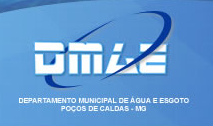 DMAE
DEPARTAMENTO MUNICIPAL DE ÁGUA E ESGOTO
POÇOS DE CALDAS - MG